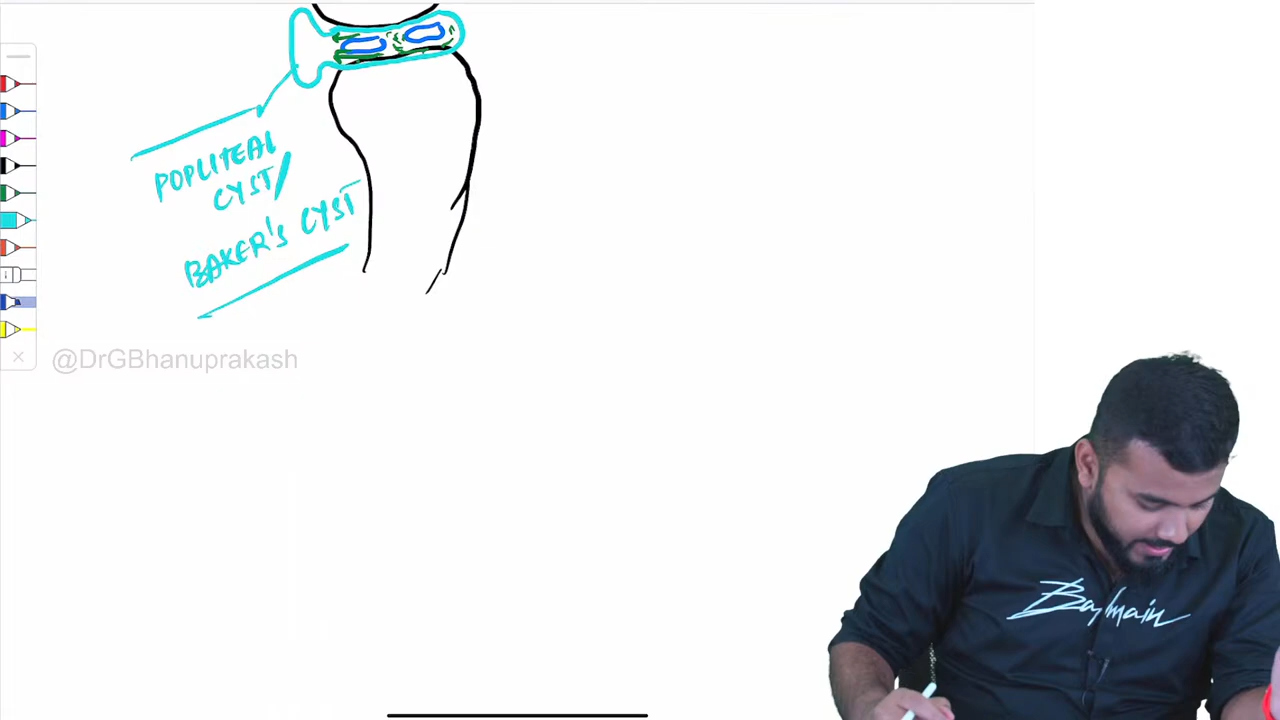 POPLITEAL
CYST/
BAKER'S CYST
@DrGBhanuprakash
Balmain